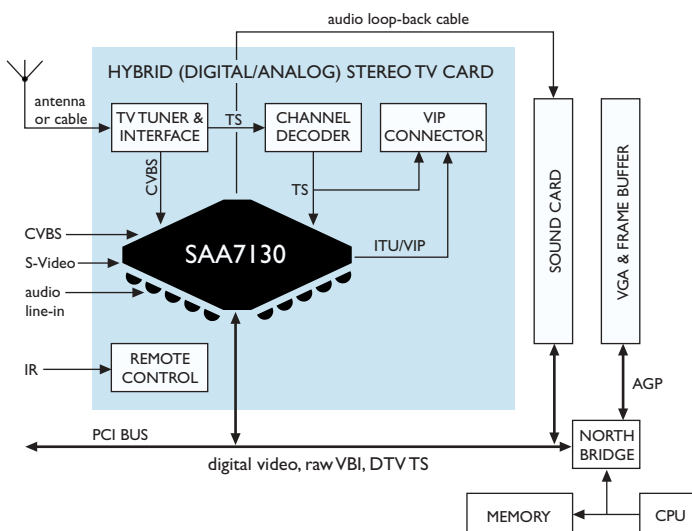 audio loop-back cable
HYBRID (DIGITAL/ANALOG) STEREO TV CARD
antenna
or cable
TV TUNER &
INTERFACE
TS
CHANNEL
DECODER
VIP
CONNECTOR
CVBS
TS
CVBS
SAA7130
ITU/VIP
S-Video
audio
line-in
SOUND CARD
VGA & FRAME BUFFER
IR
REMOTE
CONTROL
AGP
PCI BUS
digital video, raw VBI, DTV TS
NORTH
BRIDGE
MEMORY
CPU